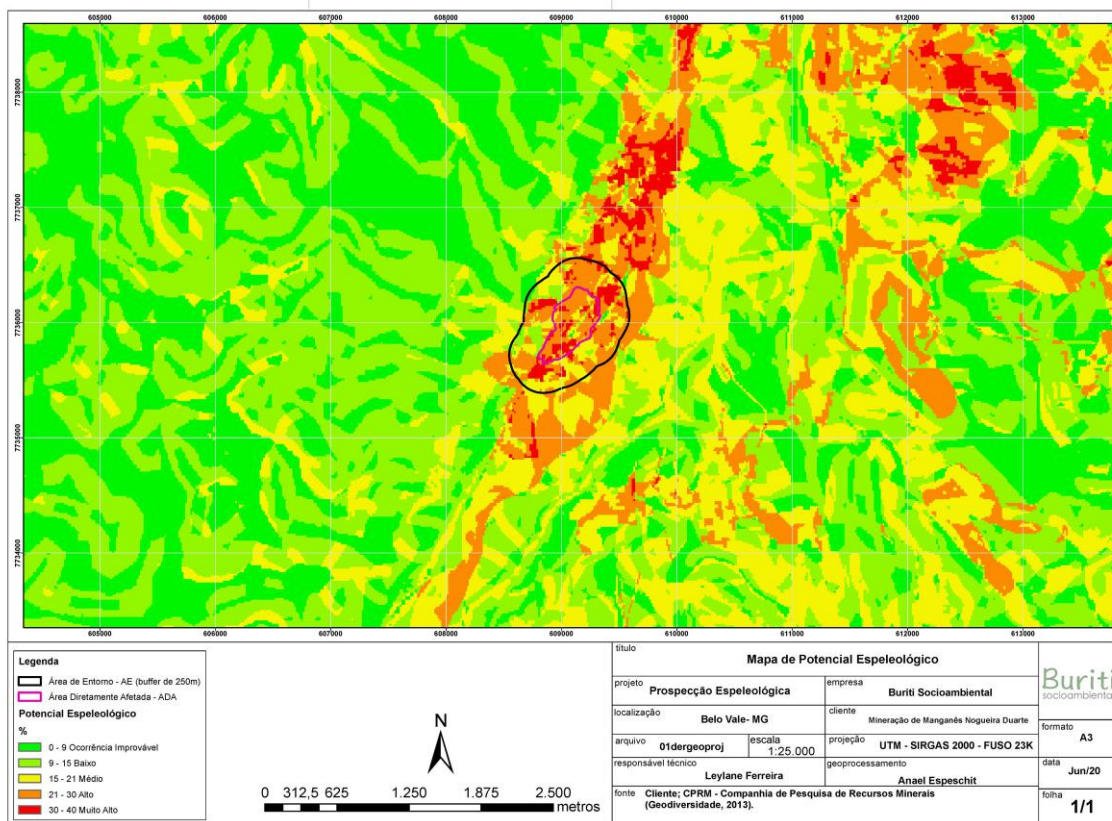 605000 606000 607000 608000 609000 610000 611000 612000 613000
7738000
7737000
7736000
7735000
7734000
605000 606000 607000 608000 609000 610000 611000 612000 613000
Legenda
Área de Entorno - AE (buffer de 250m)
Área Diretamente Afetada - ADA
Potencial Espeleológico
%
0 - 9 Ocorrência Improvável
9 - 15 Baixo
15 - 21 Médio
21 - 30 Alto
30 - 40 Muito Alto
N
0 312,5 625 1.250 1.875 2.500
metros
título
Mapa de Potencial Espeleológico
projeto
Prospecção Espeleológica
empresa
Buriti Socioambiental
localização
Belo Vale- MG
cliente
Mineração de Manganês Nogueira Duarte
arquivo
01dergeoproj
escala
1:25.000
projeção
UTM - SIRGAS 2000 - FUSO 23K
responsável técnico
Leylane Ferreira
geoprocessamento
Anael Espeschit
fonte Cliente; CPRM - Companhia de Pesquisa de Recursos Minerais
(Geodiversidade, 2013).
Buriti
socioambiental
formato
A3
data
Jun/20
folha
1/1